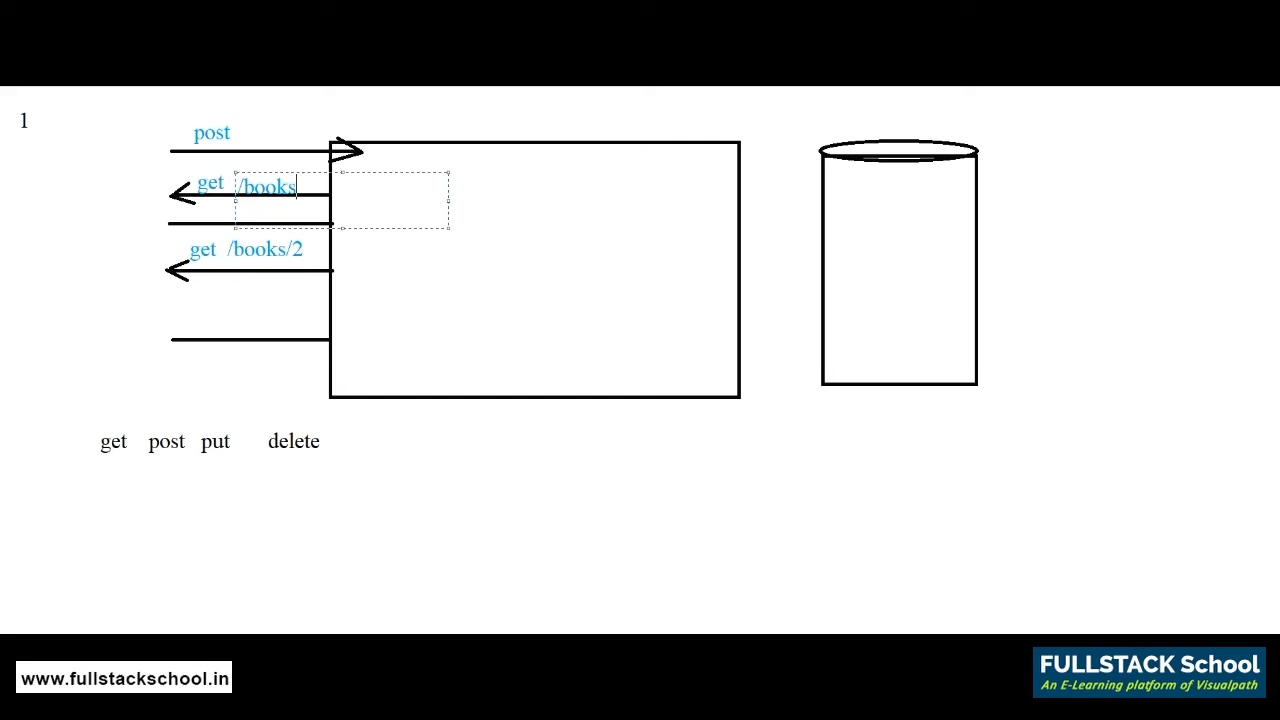 1
post
get /books
get /books/2
get post put delete
www.fullstackschool.in
FULLSTACK School
An E-Learning platform of Visualpath